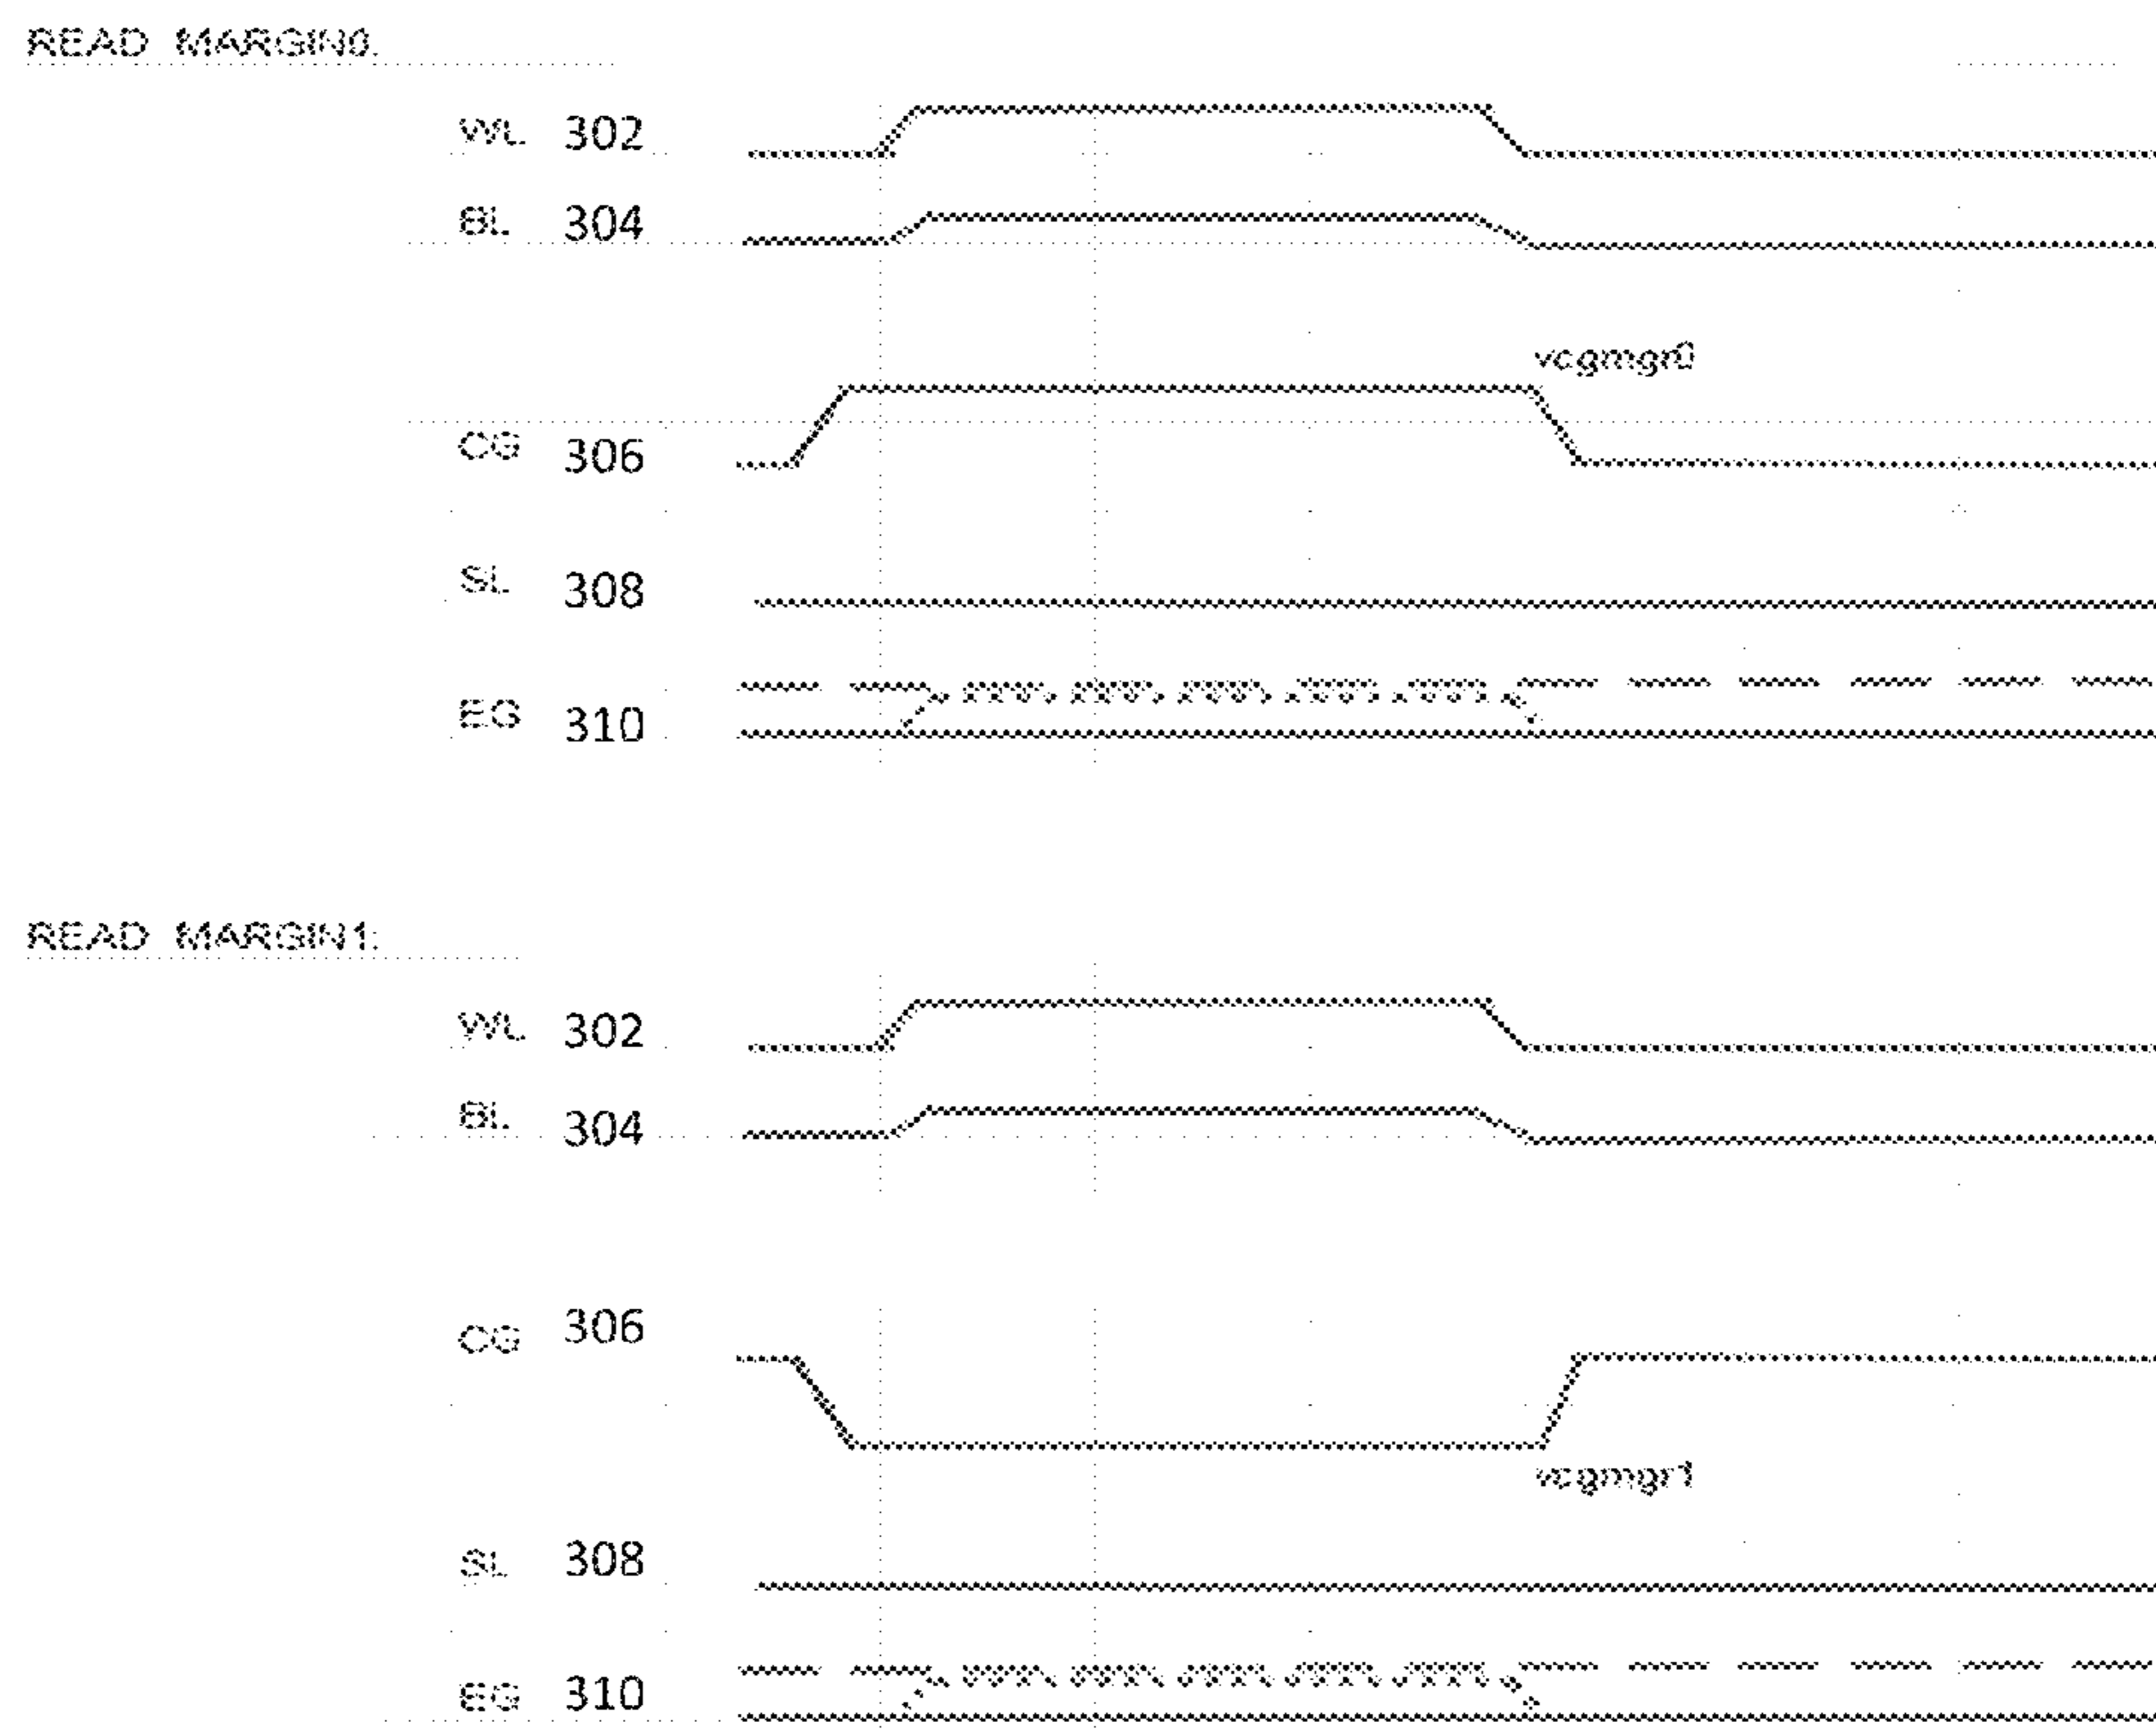 READ MARGIN0:
WL 302
BL 304
vcgmgr0
CG 306
SL 308
EG 310
READ MARGIN1:
WL 302
BL 304
CG 306
vcgmgr1
SL 308
EG 310